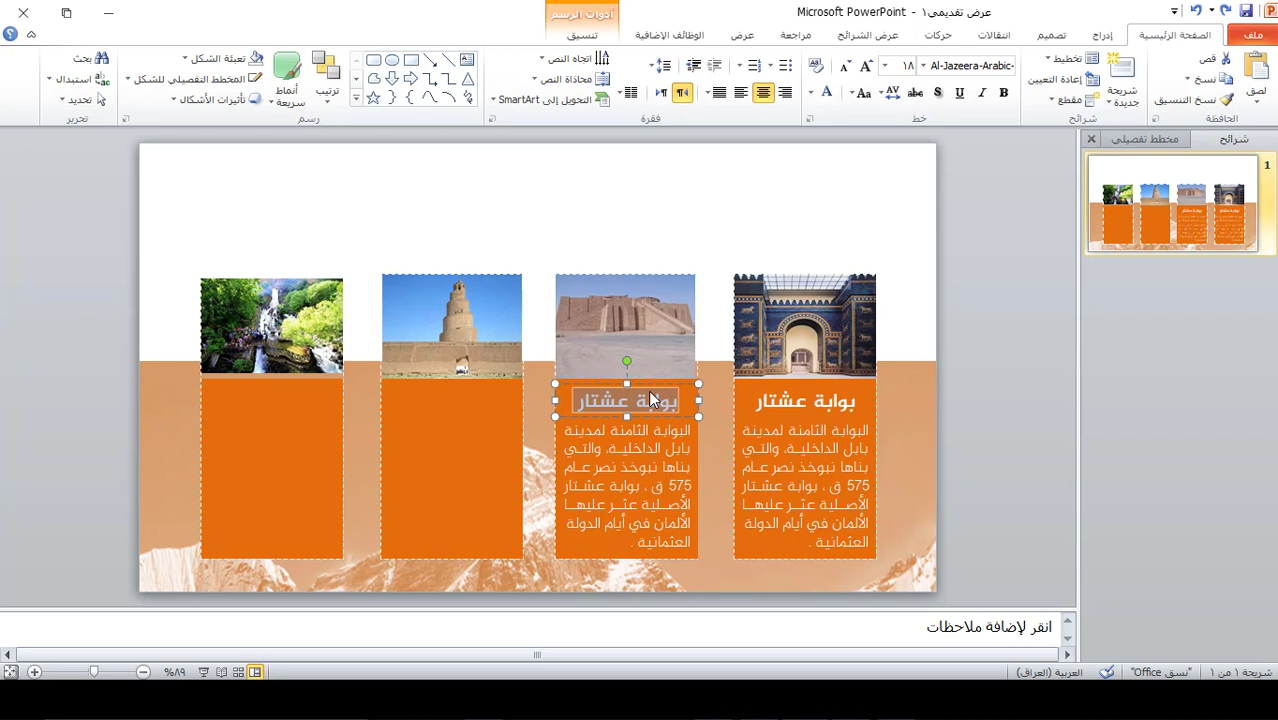 عرض تقديمي١ - Microsoft PowerPoint
أدوات الرسم
ملف
الصفحة الرئيسية
إدراج
تصميم
انتقالات
حركات
عرض الشرائح
مراجعة
عرض
الوظائف الإضافية
تنسيق
لصق
قص
نسخ
نسخ التنسيق
الحافظة
شريحة جديدة
تخطيط
إعادة التعيين
مقطع
شرائح
Al-Jazeera-Arabic-
١٨
خط
اتجاه النص
محاذاة النص
التحويل إلى SmartArt
فقرة
ترتيب
أنماط سريعة
تعبئة الشكل
المخطط التفصيلي للشكل
تأثيرات الأشكال
رسم
بحث
استبدال
تحديد
تحرير
شرائح
مخطط تفصيلي
1
بوابة عشتار
البوابة الثامنة لمدينة
بابل الداخلية، والتي
بناها نبوخذ نصر عام
575 ق ، بوابة عشتار
الأصلية عثر عليها
الألمان في أيام الدولة
العثمانية .
بوابة عشتار
البوابة الثامنة لمدينة
بابل الداخلية، والتي
بناها نبوخذ نصر عام
575 ق ، بوابة عشتار
الأصلية عثر عليها
الألمان في أيام الدولة
العثمانية .
انقر لإضافة ملاحظات
شريحة ١ من ١
"نسق Office"
العربية (العراق)
٨٩%